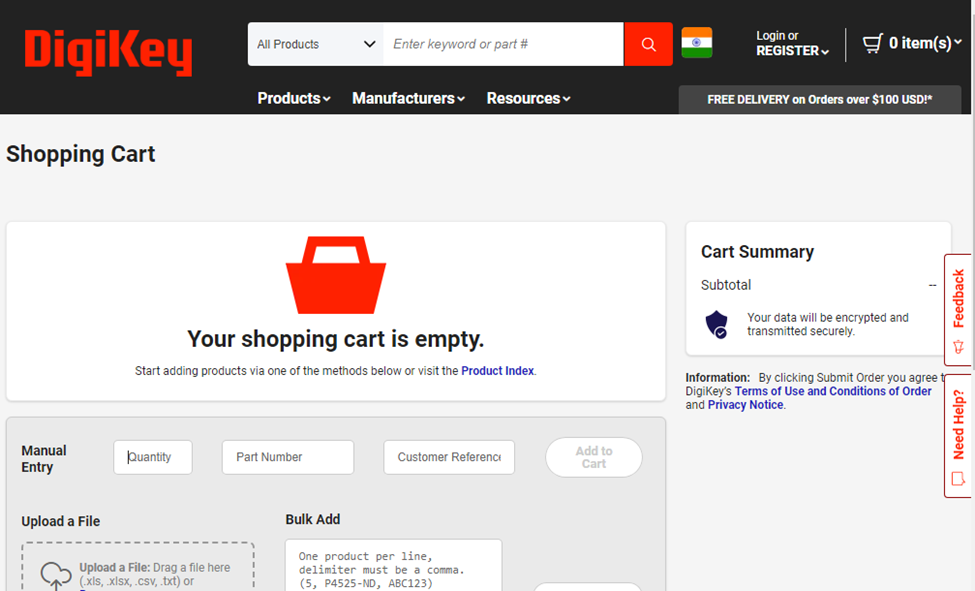 DigiKey
All Products
Enter keyword or part #
Login or
REGISTER
0 item(s)
Products
Manufacturers
Resources
FREE DELIVERY on Orders over $100 USD!*
Shopping Cart
Your shopping cart is empty.
Start adding products via one of the methods below or visit the Product Index.
Cart Summary
Subtotal --
Your data will be encrypted and
transmitted securely.
Information: By clicking Submit Order you agree
DigiKey's Terms of Use and Conditions of Order
and Privacy Notice.
Feedback
Need Help?
Manual
Entry
Quantity
Part Number
Customer Reference
Add to
Cart
Upload a File
Upload a File: Drag a file here
(.xls, .xlsx, .csv, .txt) or
Bulk Add
One product per line,
delimiter must be a comma.
(5, P4525-ND, ABC123)